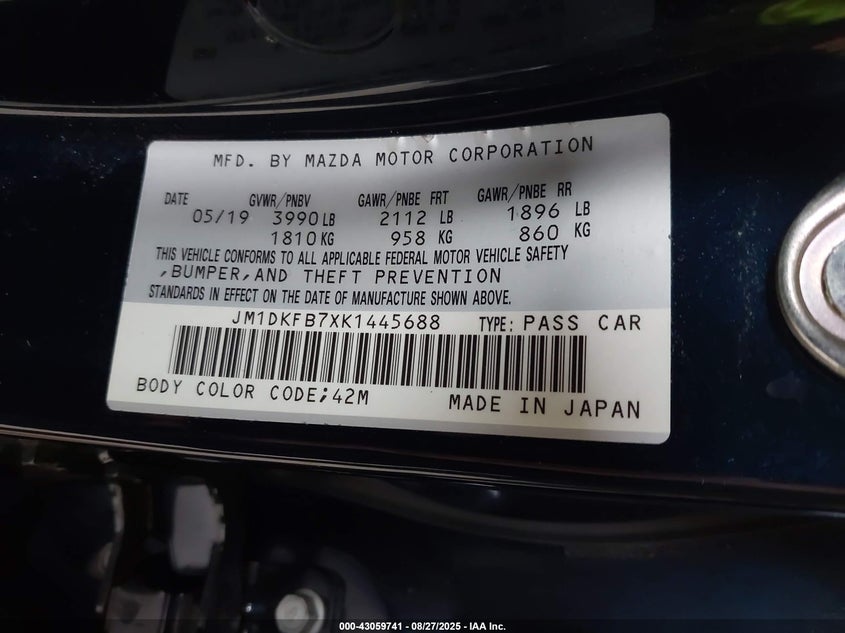 MFD. BY MAZDA MOTOR CORPORATION
DATE GVWR/PNBV GAWR/PNBE FRT GAWR/PNBE RR
05/19 3990 LB 2112 LB 1896 LB
1810 KG 958 KG 860 KG
THIS VEHICLE CONFORMS TO ALL APPLICABLE FEDERAL MOTOR VEHICLE SAFETY
,BUMPER,AND THEFT PREVENTION
STANDARDS IN EFFECT ON THE DATE OF MANUFACTURE SHOWN ABOVE.
JM1DKFB7XK1445688 TYPE: PASS CAR
BODY COLOR CODE;42M MADE IN JAPAN
000-43059741 - 08/27/2025 - IAA Inc.